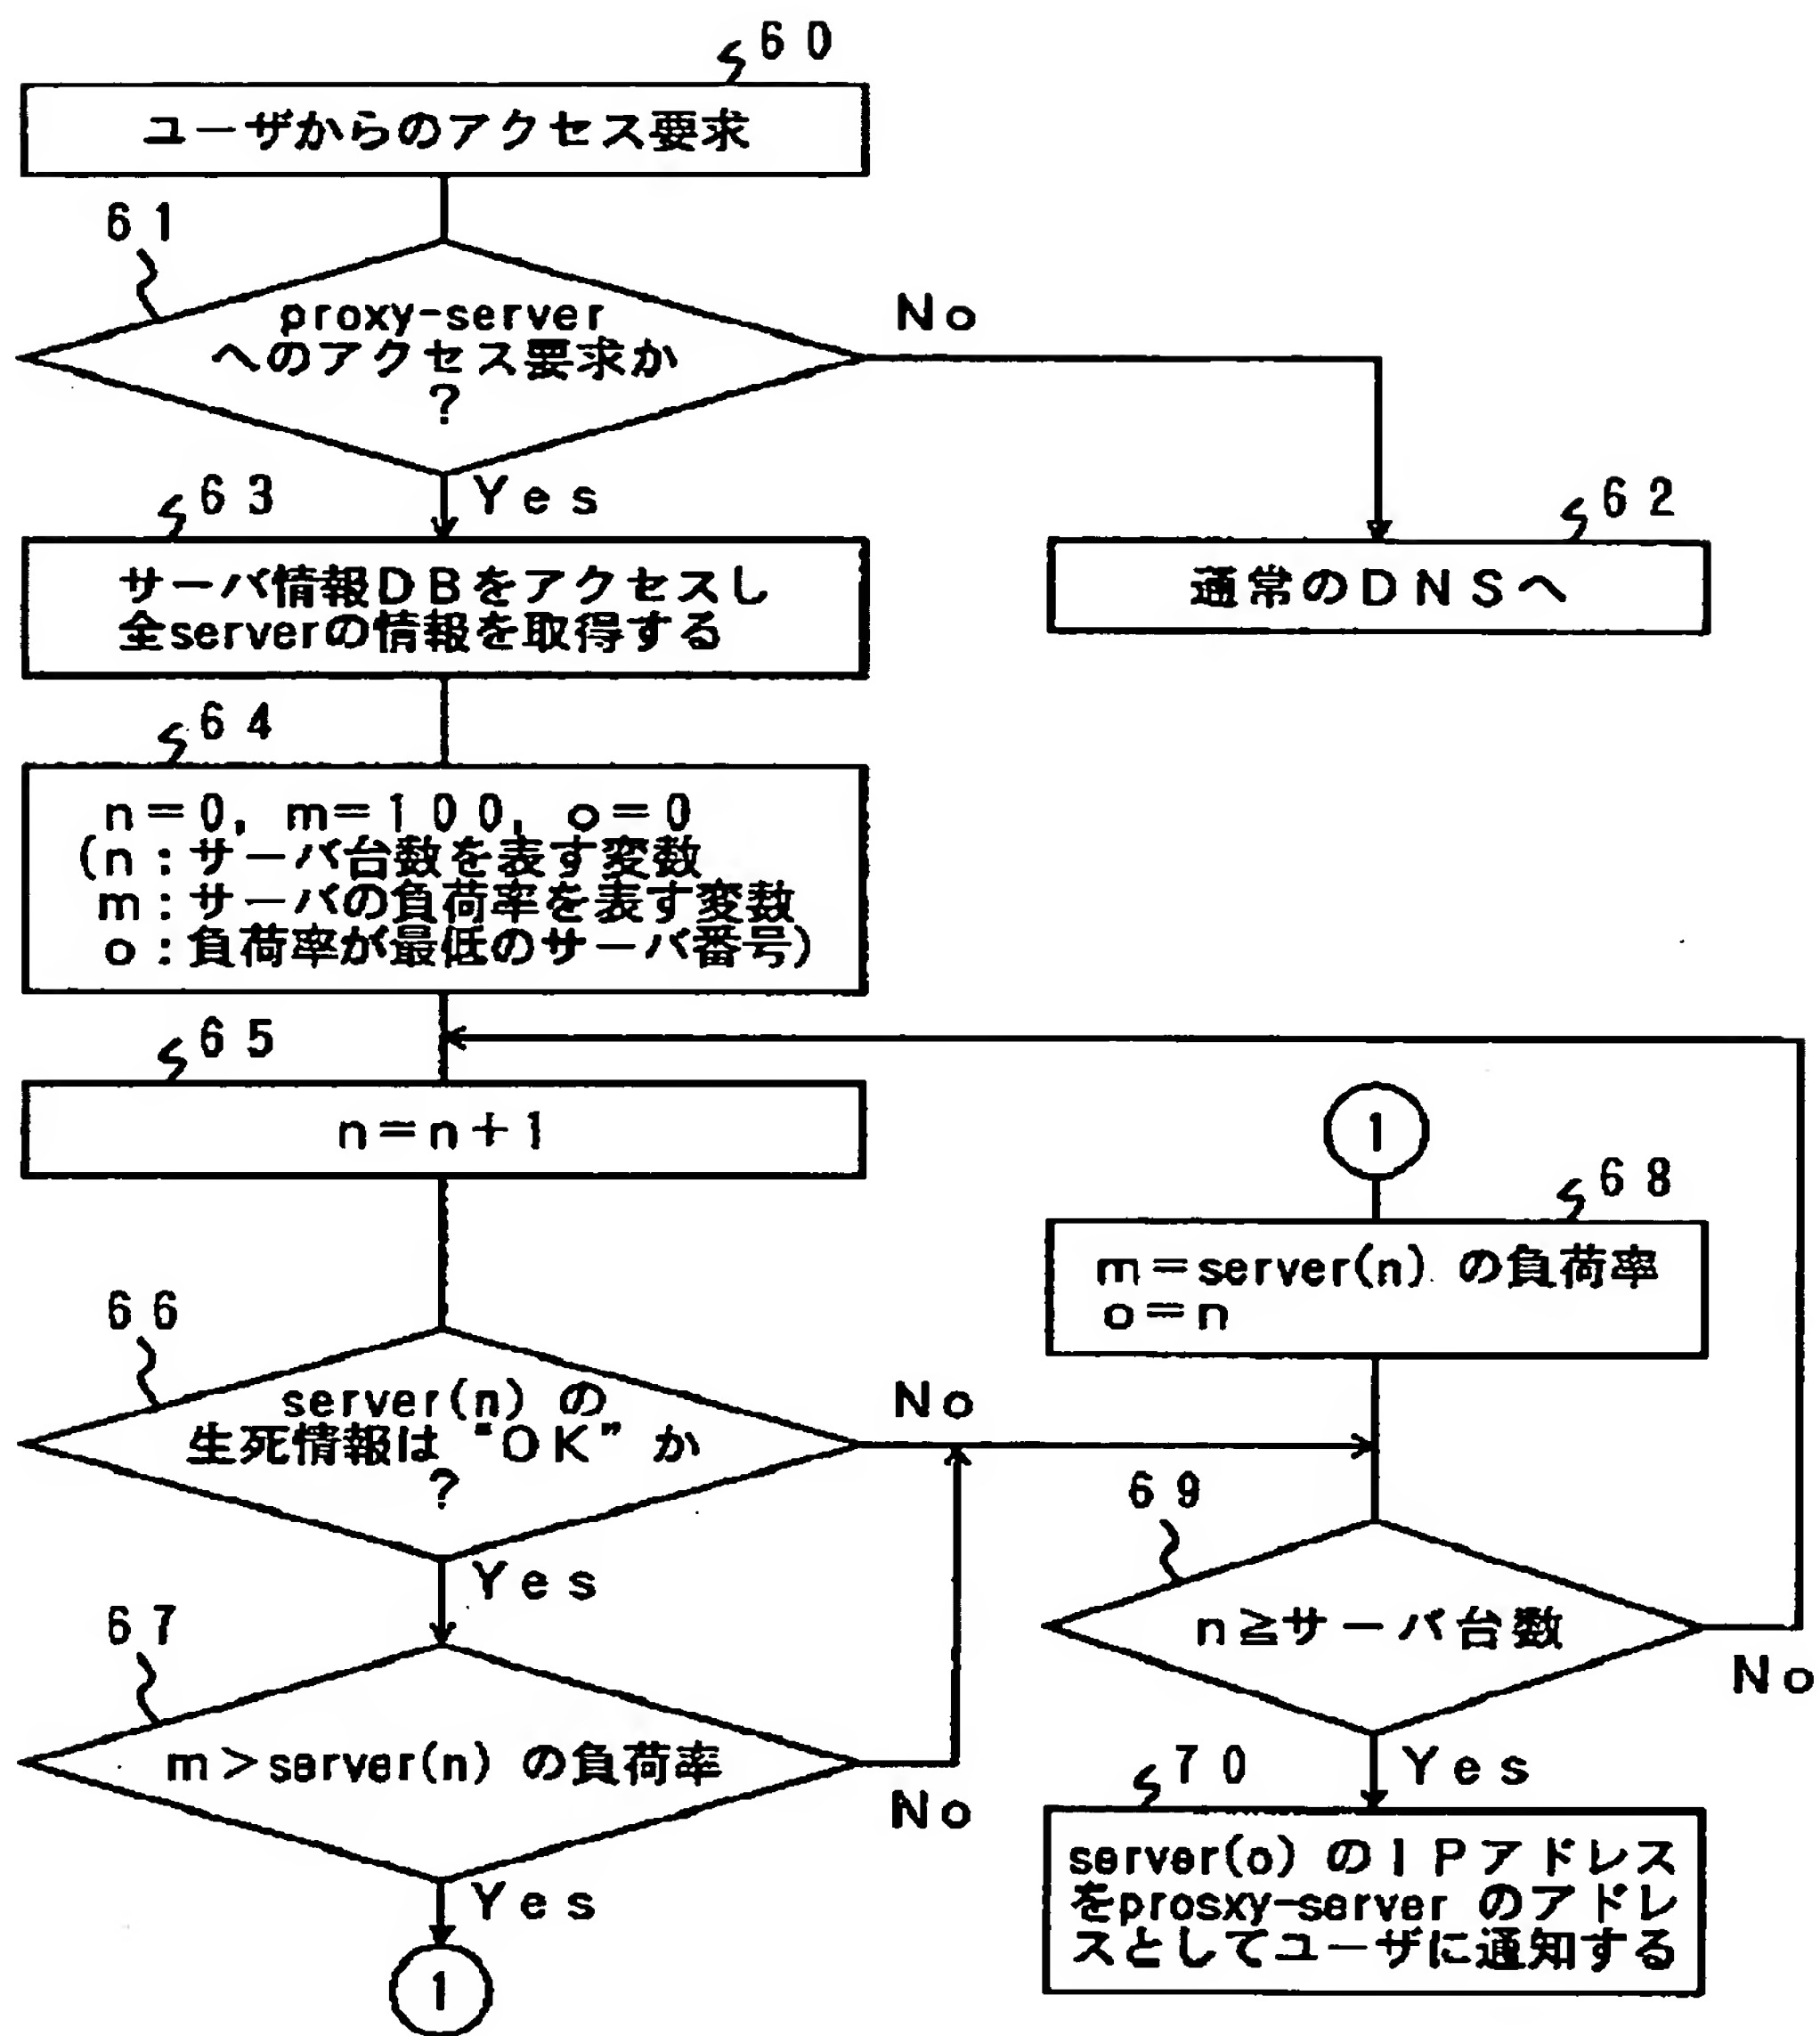 60
ユーザからのアクセス要求
61
proxy-server
へのアクセス要求か
?
No
Yes
62
通常のDNSへ
63
サーバ情報DBをアクセスし
全serverの情報を取得する
64
n=0, m=100, o=0
(n:サーバ台数を表す変数
m:サーバの負荷率を表す変数
o:負荷率が最低のサーバ番号)
65
n=n+1
66
server(n) の
生死情報は "OK" か
?
No
Yes
67
m>server(n) の負荷率
No
Yes
1
1
68
m=server(n) の負荷率
o=n
69
n≧サーバ台数
No
Yes
70
server(o) のIPアドレス
をprosxy-server のアドレ
スとしてユーザに通知する